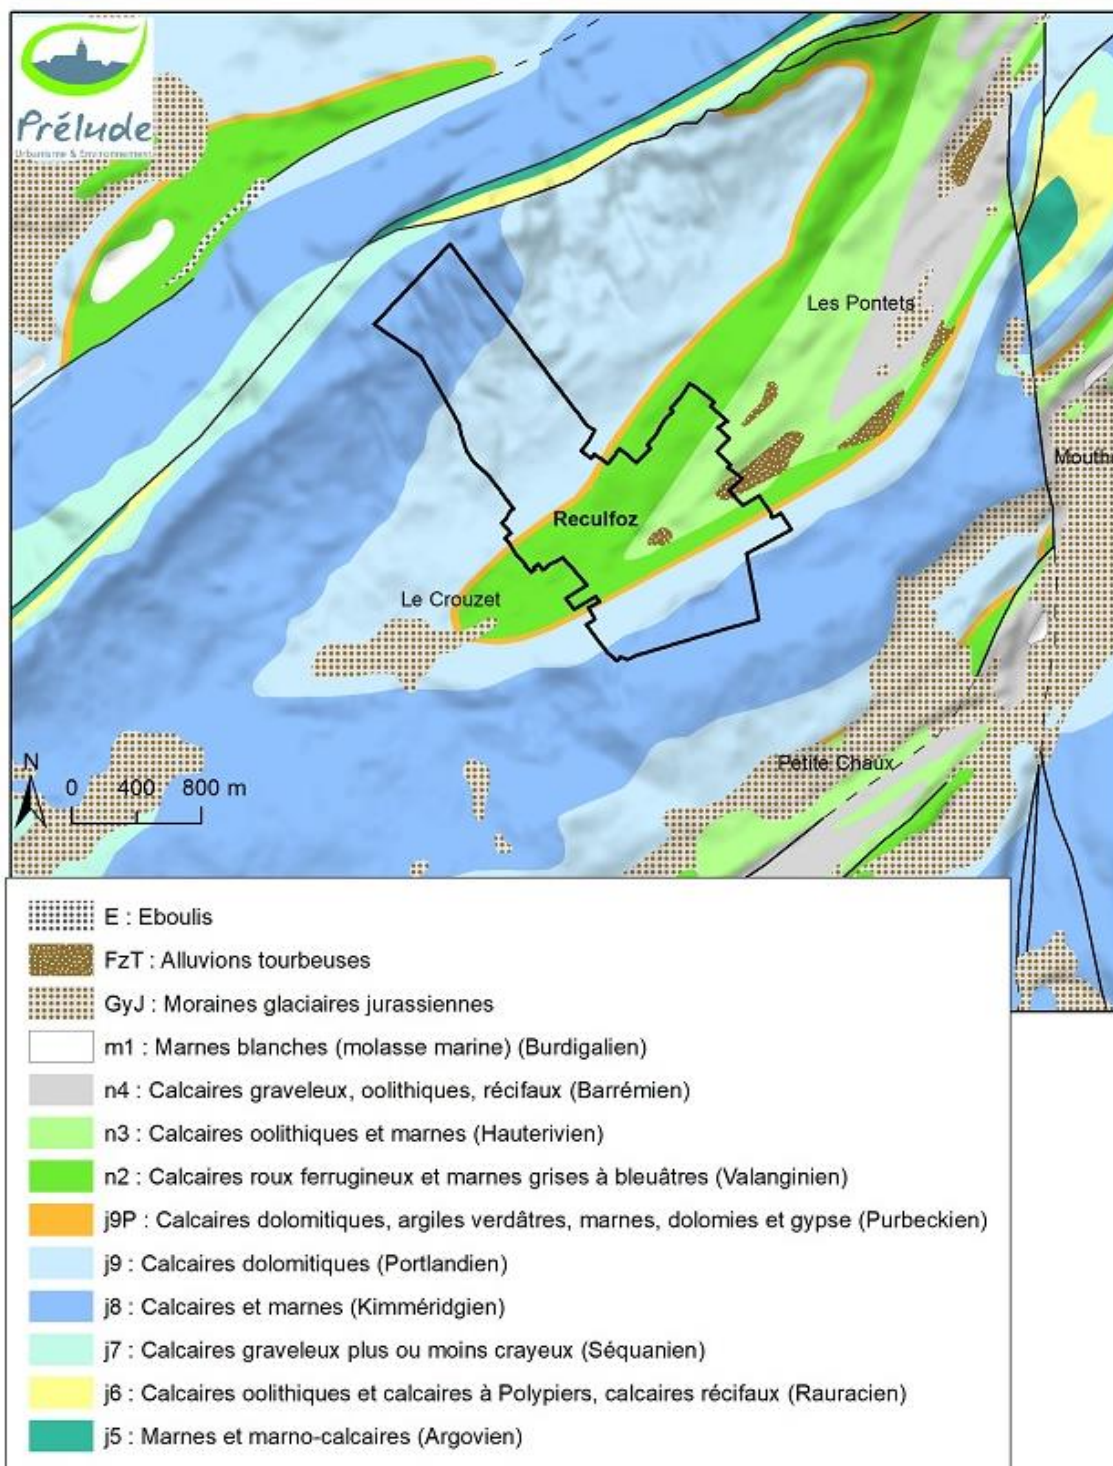 Prélude
Urbanisme & Environnement
Les Pontets
Mouthe
Reculfoz
Le Crouzet
Petite Chaux
N
0 400 800 m
E : Eboulis
FzT : Alluvions tourbeuses
GyJ : Moraines glaciaires jurassiennes
m1 : Marnes blanches (molasse marine) (Burdigalien)
n4 : Calcaires graveleux, oolithiques, récifaux (Barrémien)
n3 : Calcaires oolithiques et marnes (Hauterivien)
n2 : Calcaires roux ferrugineux et marnes grises à bleuâtres (Valanginien)
j9P : Calcaires dolomitiques, argiles verdâtres, marnes, dolomies et gypse (Purbeckien)
j9 : Calcaires dolomitiques (Portlandien)
j8 : Calcaires et marnes (Kimméridgien)
j7 : Calcaires graveleux plus ou moins crayeux (Séquanien)
j6 : Calcaires oolithiques et calcaires à Polypiers, calcaires récifaux (Rauracien)
j5 : Marnes et marno-calcaires (Argovien)